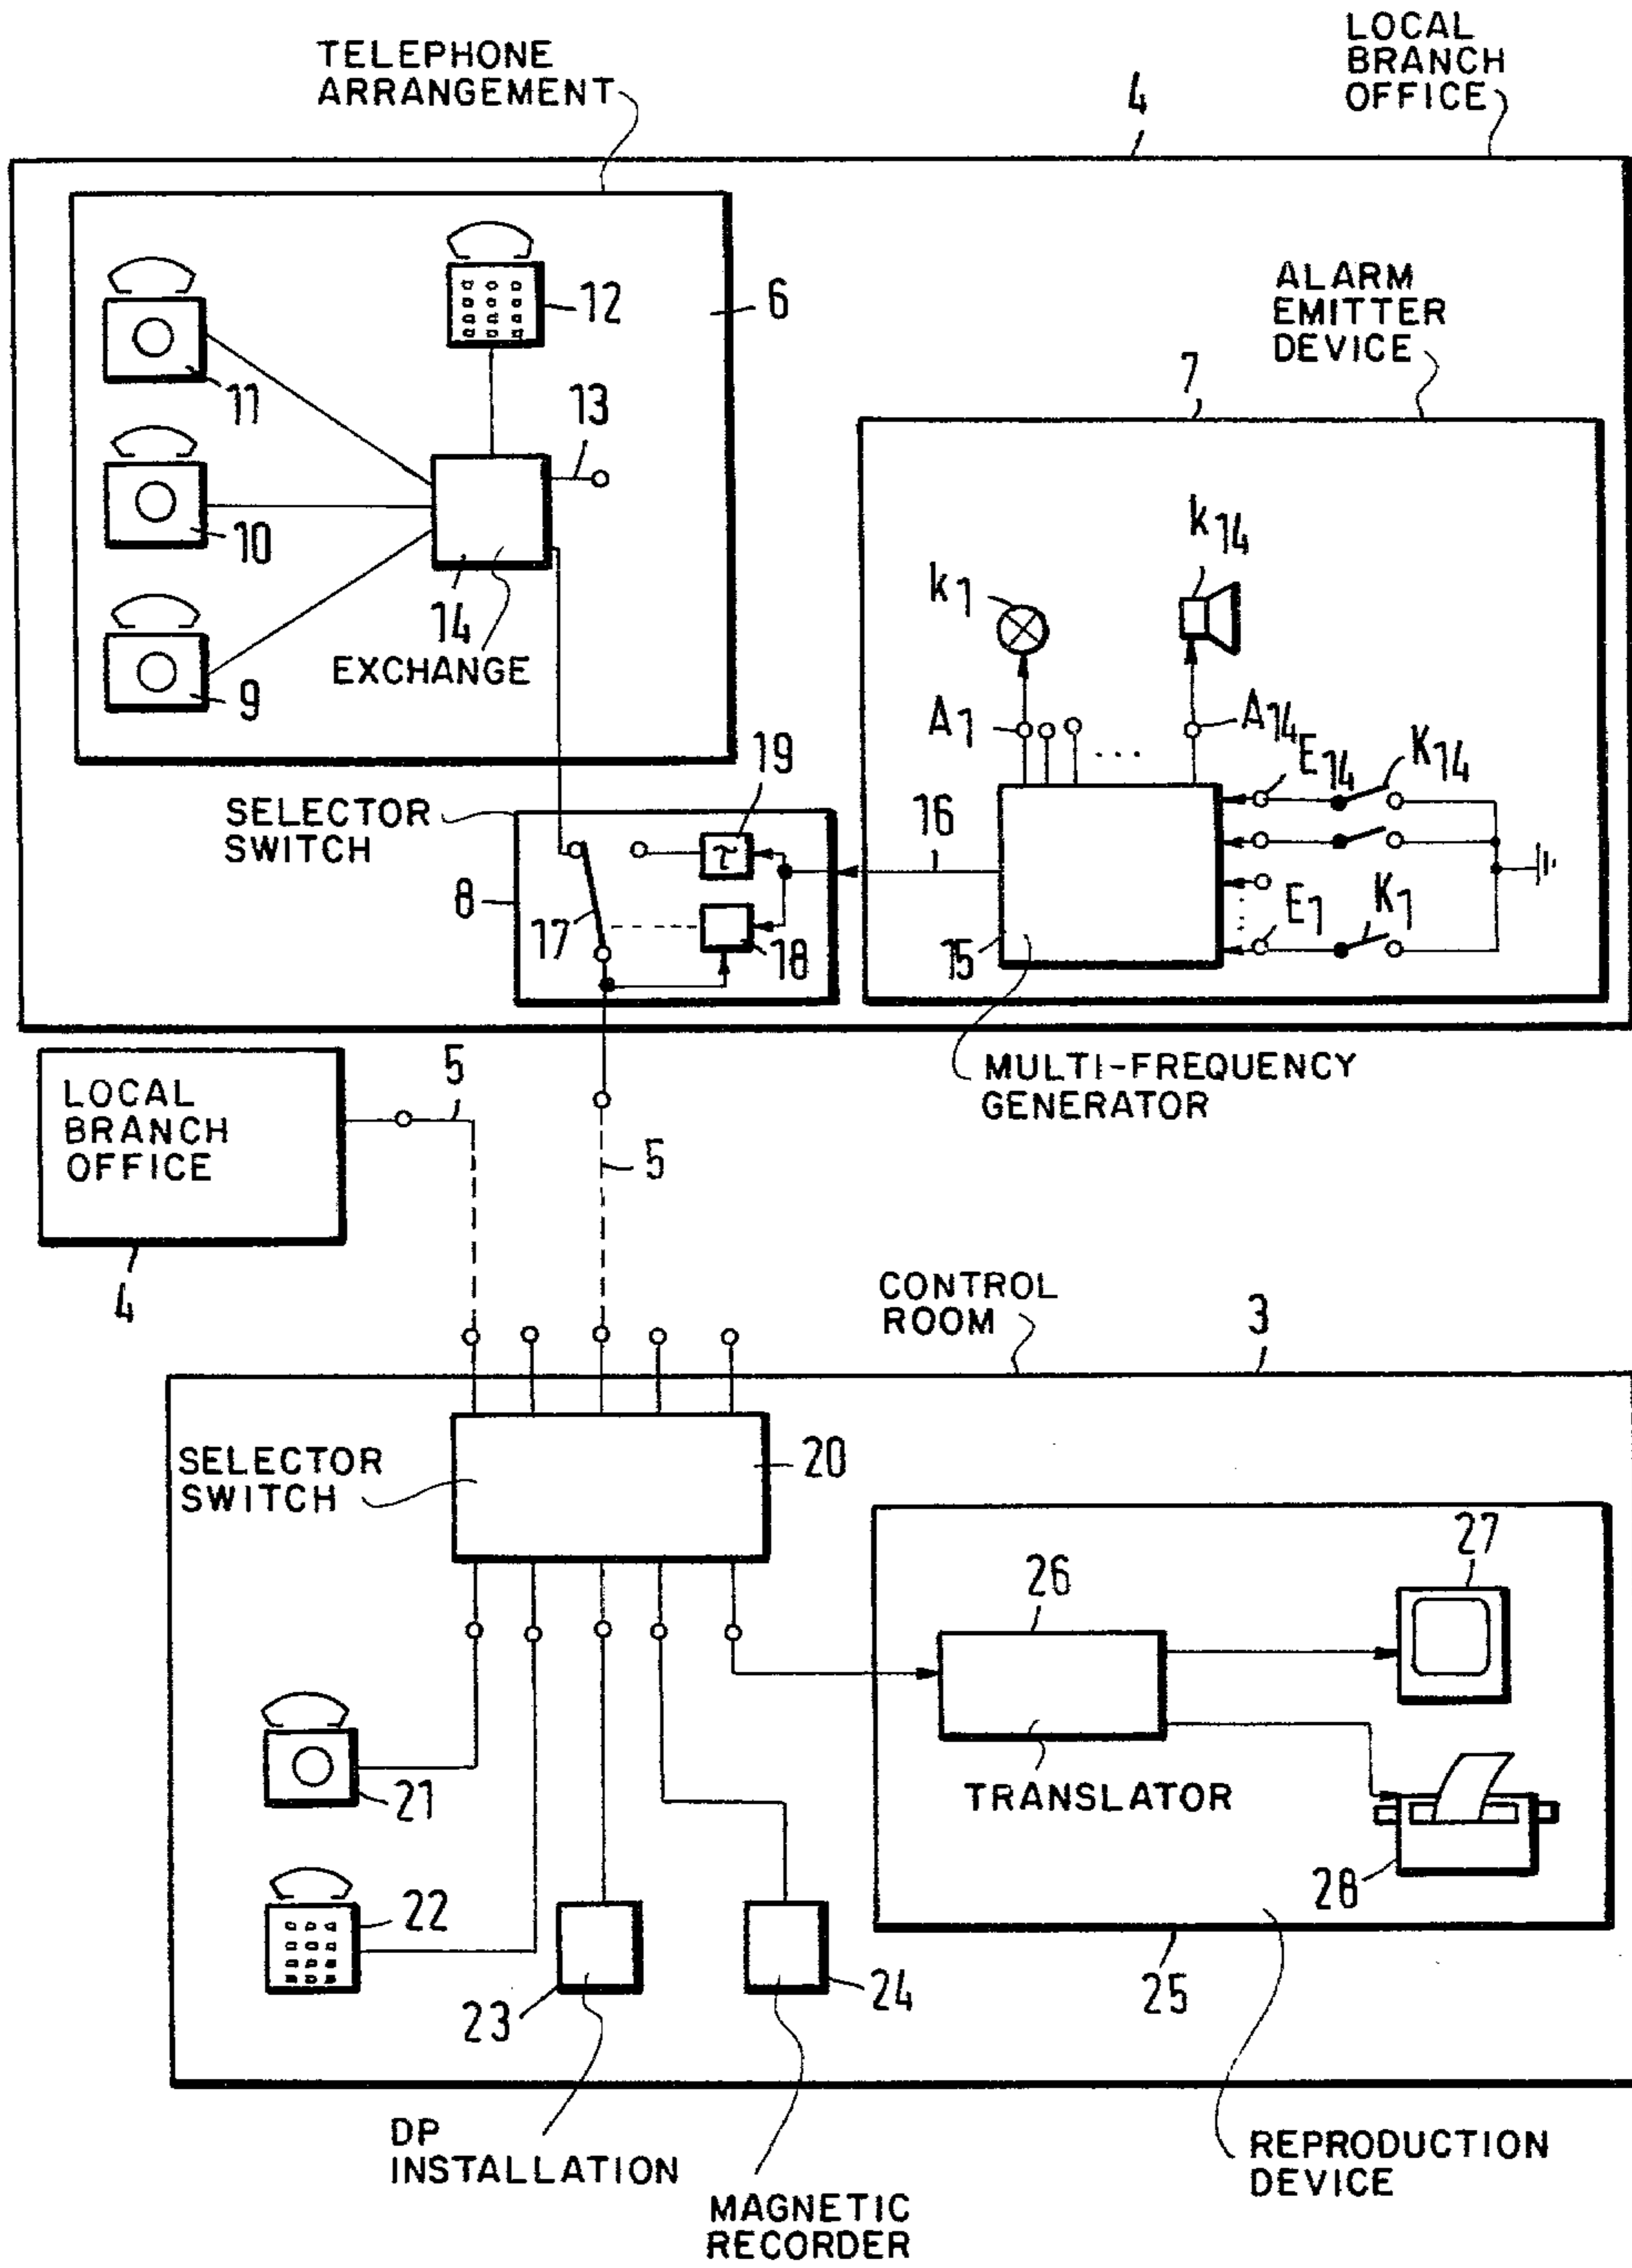 LOCAL
BRANCH
OFFICE
TELEPHONE
ARRANGEMENT
4
12
6
11
13
10
14
EXCHANGE
9
ALARM
EMITTER
DEVICE
7
k14
k1
A1
A14
E14
K14
E1
K1
15
16
MULTI-FREQUENCY
GENERATOR
SELECTOR
SWITCH
19
τ
8
17
18
LOCAL
BRANCH
OFFICE
5
5
4
CONTROL
ROOM
3
SELECTOR
SWITCH
20
26
27
TRANSLATOR
28
21
22
23
24
25
DP
INSTALLATION
MAGNETIC
RECORDER
REPRODUCTION
DEVICE